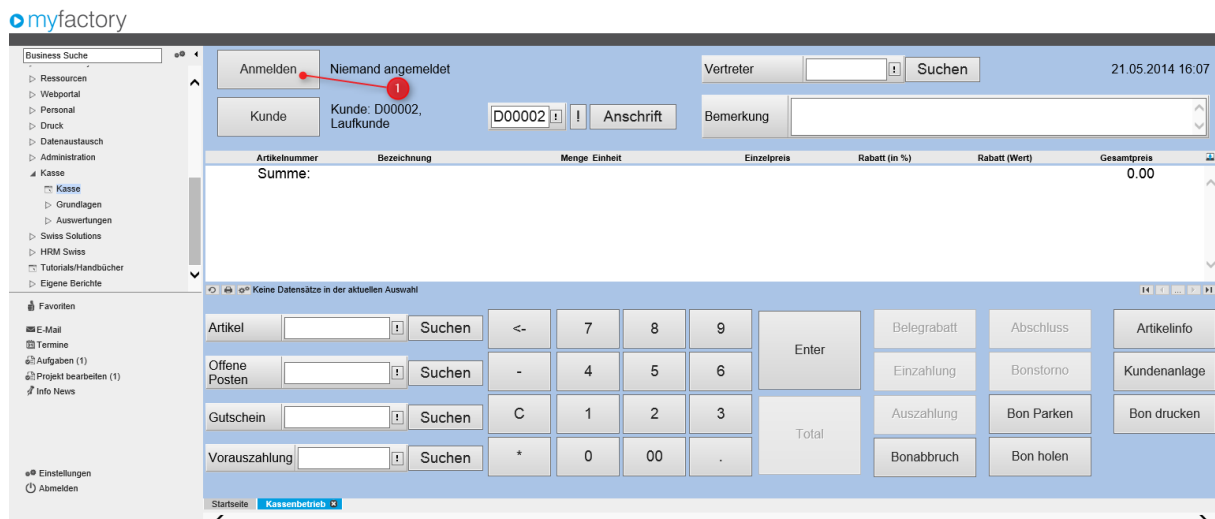 myfactory
Business Suche
Ressourcen
Webportal
Personal
Druck
Datenaustausch
Administration
Kasse
Kasse
Grundlagen
Auswertungen
Swiss Solutions
HRM Swiss
Tutorials/Handbücher
Eigene Berichte
Favoriten
E-Mail
Termine
Aufgaben (1)
Projekt bearbeiten (1)
Info News
Einstellungen
Abmelden
Anmelden Niemand angemeldet Vertreter ! Suchen 21.05.2014 16:07
1
Kunde Kunde: D00002, Laufkunde D00002 ! ! Anschrift Bemerkung
Artikelnummer Bezeichnung Menge Einheit Einzelpreis Rabatt (in %) Rabatt (Wert) Gesamtpreis
Summe: 0.00
Keine Datensätze in der aktuellen Auswahl ...
Artikel ! Suchen <- 7 8 9 Enter Belegrabatt Abschluss Artikelinfo
Offene Posten ! Suchen - 4 5 6 Einzahlung Bonstorno Kundenanlage
Gutschein ! Suchen C 1 2 3 Total Auszahlung Bon Parken Bon drucken
Vorauszahlung ! Suchen * 0 00 . Bonabbruch Bon holen
Startseite Kassenbetrieb